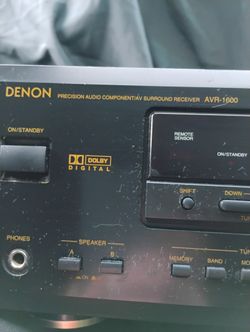 DENON PRECISION AUDIO COMPONENT/AV SURROUND RECEIVER AVR-1600
ON/STANDBY
REMOTE
SENSOR
ON/STANDBY
DOLBY
DIGITAL
SHIFT
DOWN
PHONES
SPEAKER
A B
MEMORY BAND